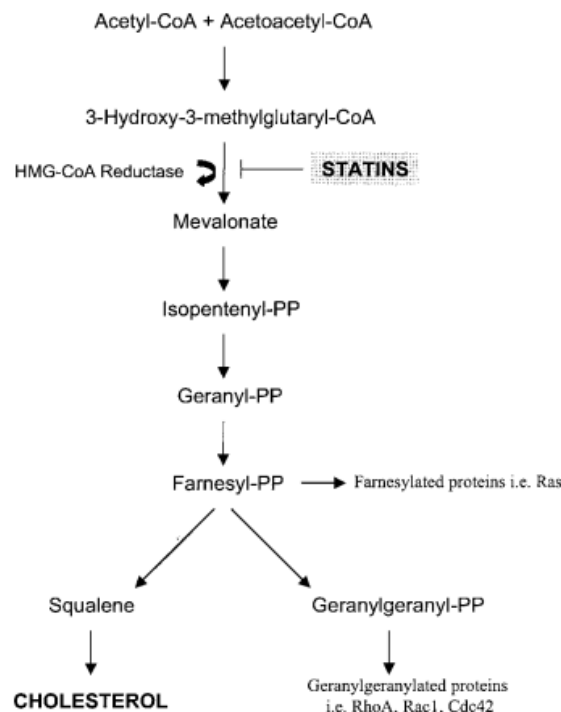 Acetyl-CoA + Acetoacetyl-CoA
3-Hydroxy-3-methylglutaryl-CoA
HMG-CoA Reductase
STATINS
Mevalonate
Isopentenyl-PP
Geranyl-PP
Farnesyl-PP
Farnesylated proteins i.e. Ras
Squalene
Geranylgeranyl-PP
CHOLESTEROL
Geranylgeranylated proteins
i.e. RhoA, Rac1, Cdc42